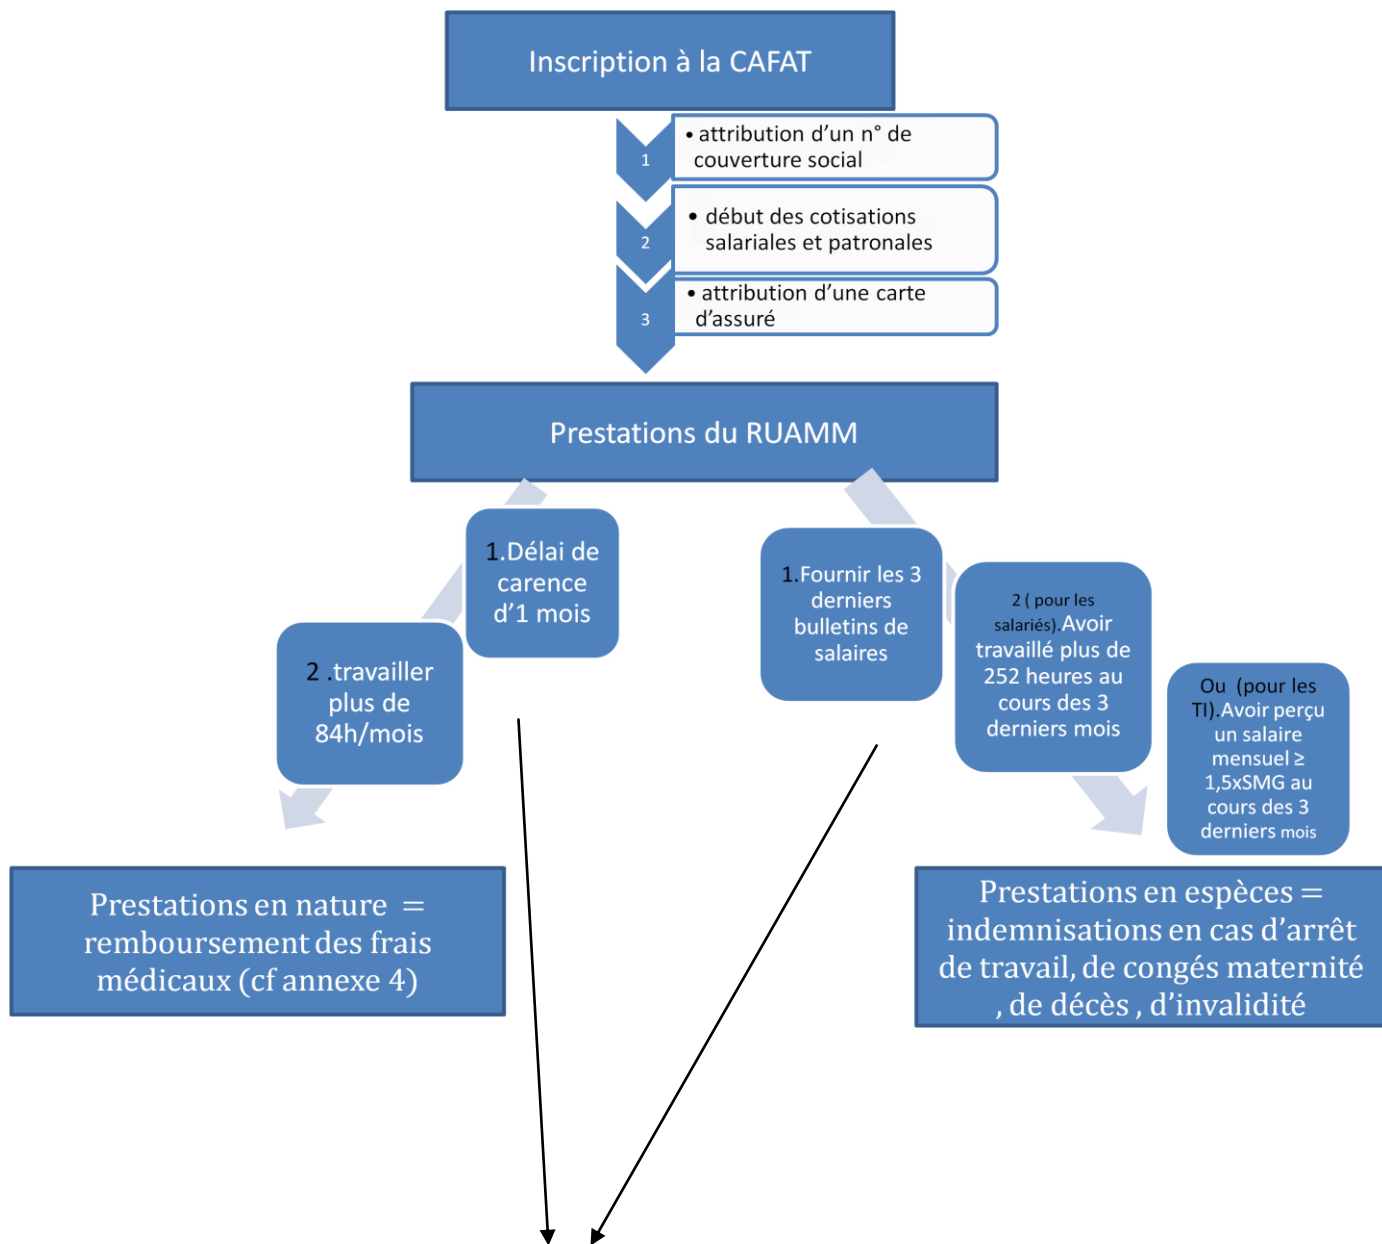 Inscription à la CAFAT
1
• attribution d’un n° de
couverture social
2
• début des cotisations
salariales et patronales
3
• attribution d’une carte
d’assuré
Prestations du RUAMM
1.Délai de
carence
d’1 mois
2 .travailler
plus de
84h/mois
1.Fournir les 3
derniers
bulletins de
salaires
2 ( pour les
salariés).Avoir
travaillé plus de
252 heures au
cours des 3
derniers mois
Ou (pour les
TI).Avoir perçu
un salaire
mensuel ≥
1,5xSMG au
cours des 3
derniers mois
Prestations en nature =
remboursement des frais
médicaux (cf annexe 4)
Prestations en espèces =
indemnisations en cas d’arrêt
de travail, de congés maternité
, de décès , d’invalidité